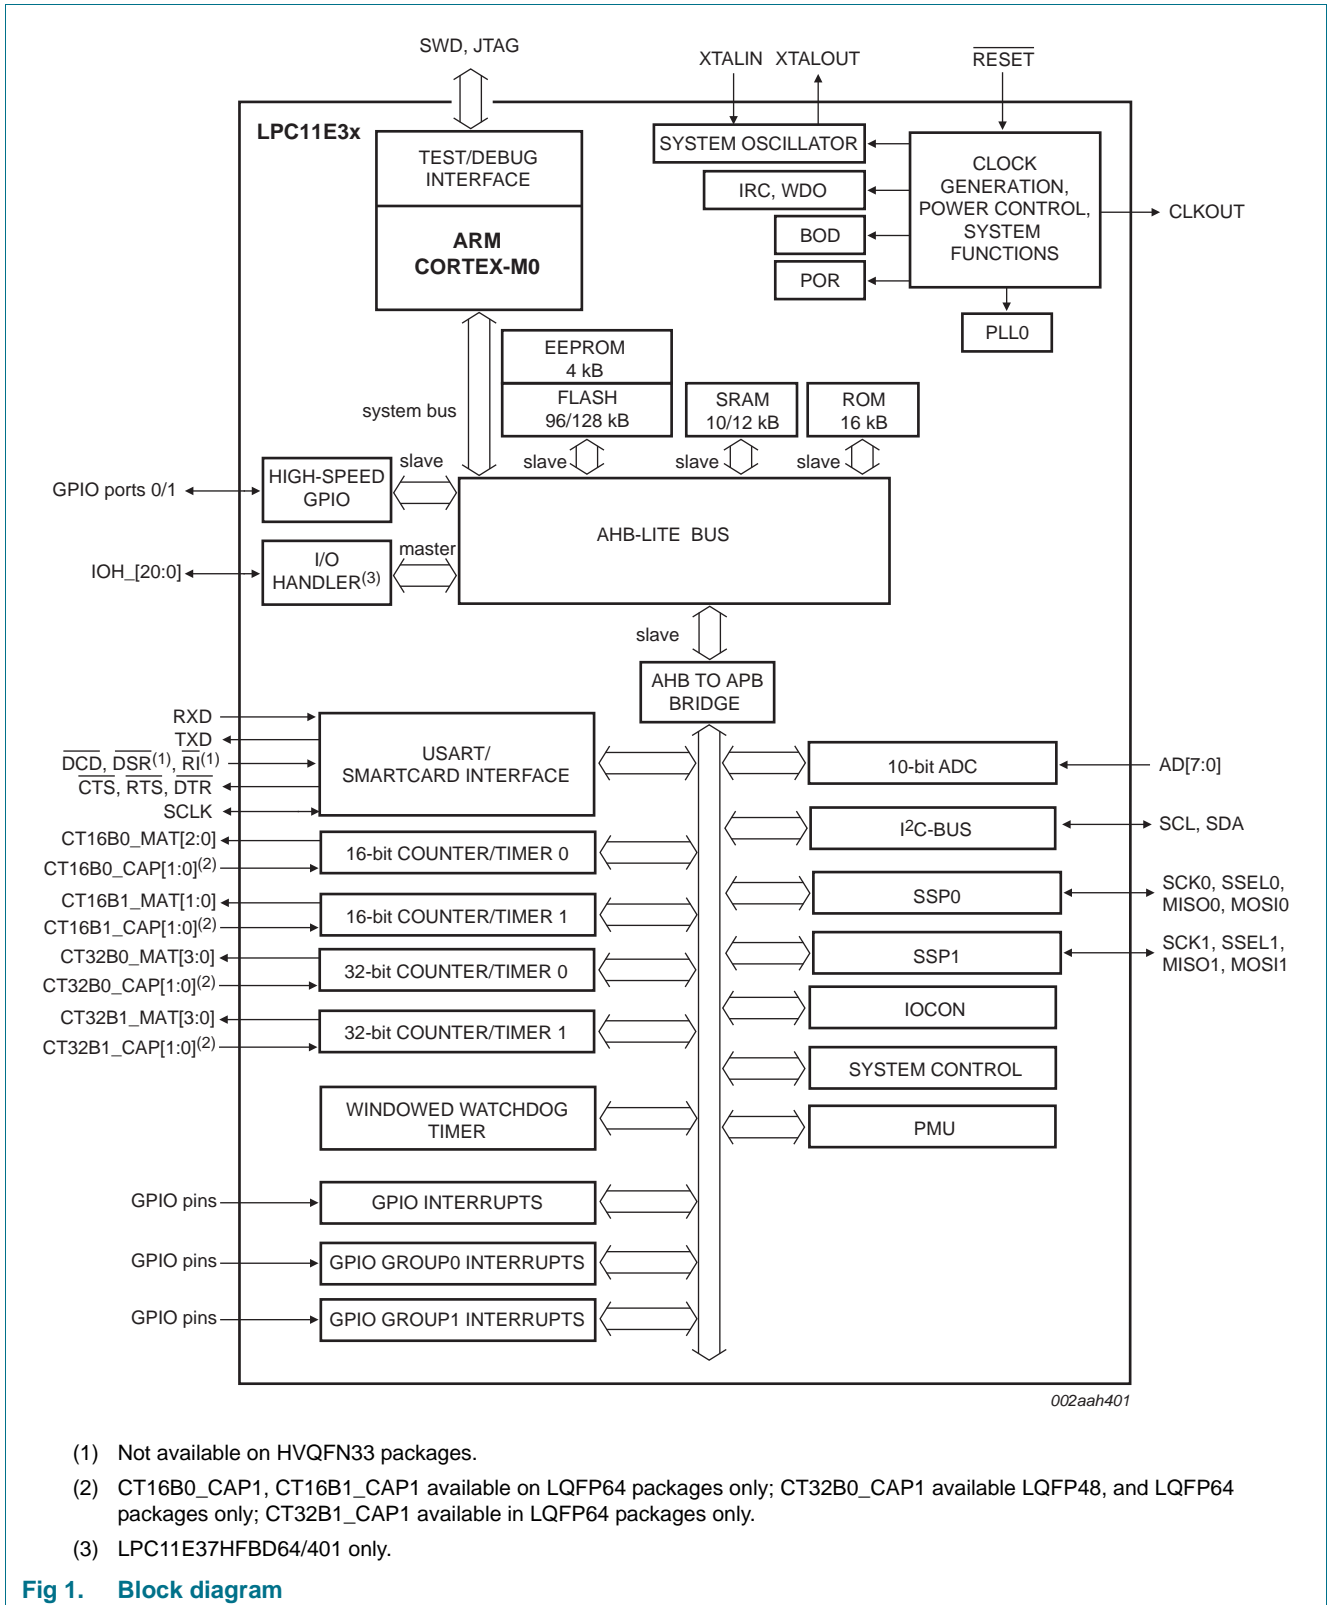 SWD, JTAG
XTALIN XTALOUT
RESET
LPC11E3x
TEST/DEBUG
INTERFACE
ARM
CORTEX-M0
SYSTEM OSCILLATOR
IRC, WDO
BOD
POR
CLOCK
GENERATION,
POWER CONTROL,
SYSTEM
FUNCTIONS
CLKOUT
PLL0
EEPROM
4 kB
FLASH
96/128 kB
SRAM
10/12 kB
ROM
16 kB
system bus
slave
slave
slave
slave
GPIO ports 0/1
HIGH-SPEED
GPIO
AHB-LITE BUS
IOH_[20:0]
I/O
HANDLER(3)
master
slave
AHB TO APB
BRIDGE
RXD
TXD
DCD, DSR(1), RI(1)
CTS, RTS, DTR
SCLK
USART/
SMARTCARD INTERFACE
CT16B0_MAT[2:0]
CT16B0_CAP[1:0](2)
16-bit COUNTER/TIMER 0
CT16B1_MAT[1:0]
CT16B1_CAP[1:0](2)
16-bit COUNTER/TIMER 1
CT32B0_MAT[3:0]
CT32B0_CAP[1:0](2)
32-bit COUNTER/TIMER 0
CT32B1_MAT[3:0]
CT32B1_CAP[1:0](2)
32-bit COUNTER/TIMER 1
WINDOWED WATCHDOG
TIMER
GPIO pins
GPIO INTERRUPTS
GPIO pins
GPIO GROUP0 INTERRUPTS
GPIO pins
GPIO GROUP1 INTERRUPTS
10-bit ADC
AD[7:0]
I2C-BUS
SCL, SDA
SSP0
SCK0, SSEL0,
MISO0, MOSI0
SSP1
SCK1, SSEL1,
MISO1, MOSI1
IOCON
SYSTEM CONTROL
PMU
002aah401
(1) Not available on HVQFN33 packages.
(2) CT16B0_CAP1, CT16B1_CAP1 available on LQFP64 packages only; CT32B0_CAP1 available LQFP48, and LQFP64
packages only; CT32B1_CAP1 available in LQFP64 packages only.
(3) LPC11E37HFBD64/401 only.
Fig 1. Block diagram